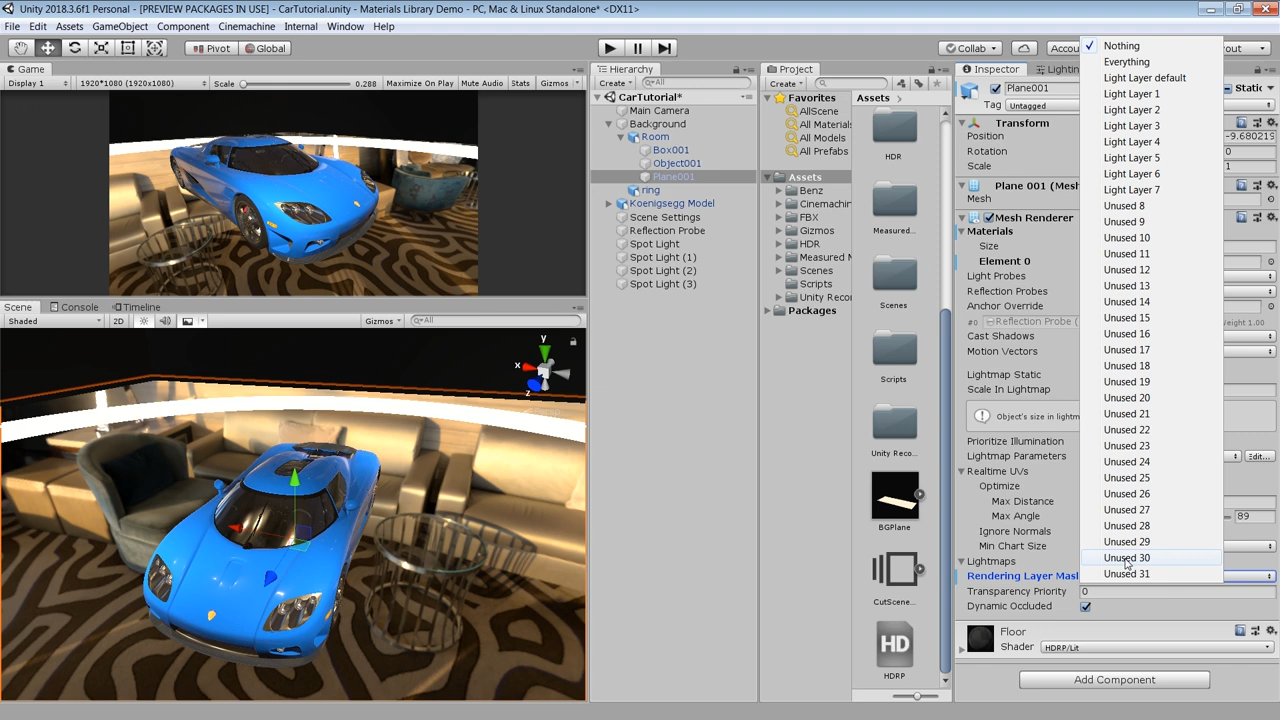 Unity 2018.3.6f1 Personal - [PREVIEW PACKAGES IN USE] - CarTutorial.unity - Materials Library Demo - PC, Mac & Linux Standalone* <DX11>
File Edit Assets GameObject Component Cinemachine Internal Window Help
Pivot Global Collab Accou yout
Game
Display 1 1920*1080 (1920x1080) Scale 0.288 Maximize On Play Mute Audio Stats Gizmos
Scene Console Timeline
Shaded 2D Gizmos All
y
x
z
Hierarchy
Create All
CarTutorial*
Main Camera
Background
Room
Box001
Object001
Plane001
ring
Koenigsegg Model
Scene Settings
Reflection Probe
Spot Light
Spot Light (1)
Spot Light (2)
Spot Light (3)
Project
Create
Favorites
AllScene
All Materials
All Models
All Prefabs
Assets
Benz
Cinemachin
FBX
Gizmos
HDR
Measured M
Scenes
Scripts
Unity Reco
Packages
Assets
HDR
Measured...
Scenes
Scripts
Unity Reco...
BGPlane
CutScene...
HD
HDRP
Inspector Lightin
Plane001 Static
Tag Untagged
Transform
Position -9.680219
Rotation
Scale 1
Plane 001 (Mesh
Mesh
Mesh Renderer
Materials
Size
Element 0
Light Probes
Reflection Probes
Anchor Override
#0 Reflection Probe ( Weight 1.00
Cast Shadows
Motion Vectors
Lightmap Static
Scale In Lightmap
Object's size in lightm
Prioritize Illumination
Lightmap Parameters Edit...
Realtime UVs
Optimize
Max Distance
Max Angle 89
Ignore Normals
Min Chart Size
Lightmaps
Rendering Layer Mask
Transparency Priority 0
Dynamic Occluded
Floor
Shader HDRP/Lit
Add Component
Nothing
Everything
Light Layer default
Light Layer 1
Light Layer 2
Light Layer 3
Light Layer 4
Light Layer 5
Light Layer 6
Light Layer 7
Unused 8
Unused 9
Unused 10
Unused 11
Unused 12
Unused 13
Unused 14
Unused 15
Unused 16
Unused 17
Unused 18
Unused 19
Unused 20
Unused 21
Unused 22
Unused 23
Unused 24
Unused 25
Unused 26
Unused 27
Unused 28
Unused 29
Unused 30
Unused 31